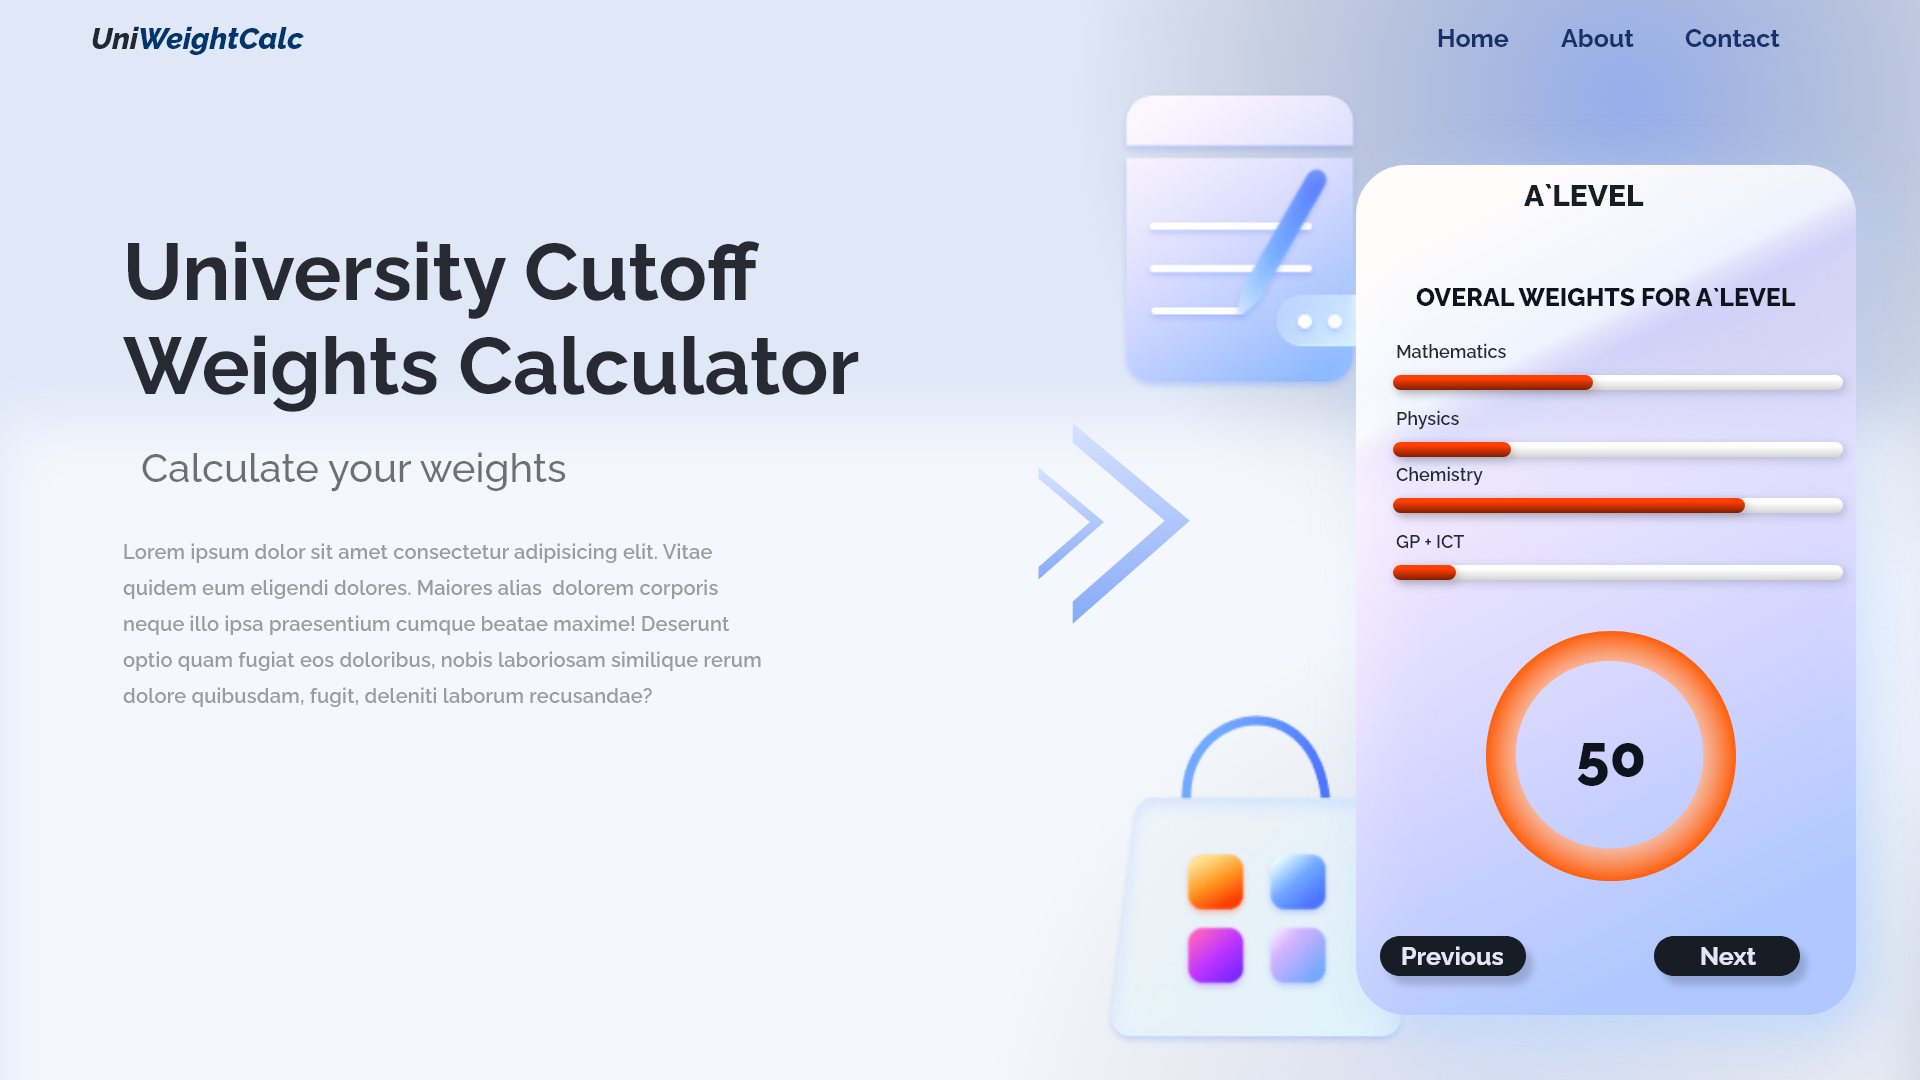 UniWeightCalc
Home About Contact
University Cutoff
Weights Calculator
Calculate your weights
Lorem ipsum dolor sit amet consectetur adipisicing elit. Vitae
quidem eum eligendi dolores. Maiores alias  dolorem corporis
neque illo ipsa praesentium cumque beatae maxime! Deserunt
optio quam fugiat eos doloribus, nobis laboriosam similique rerum
dolore quibusdam, fugit, deleniti laborum recusandae?
A`LEVEL
OVERAL WEIGHTS FOR A`LEVEL
Mathematics
Physics
Chemistry
GP + ICT
50
Previous Next